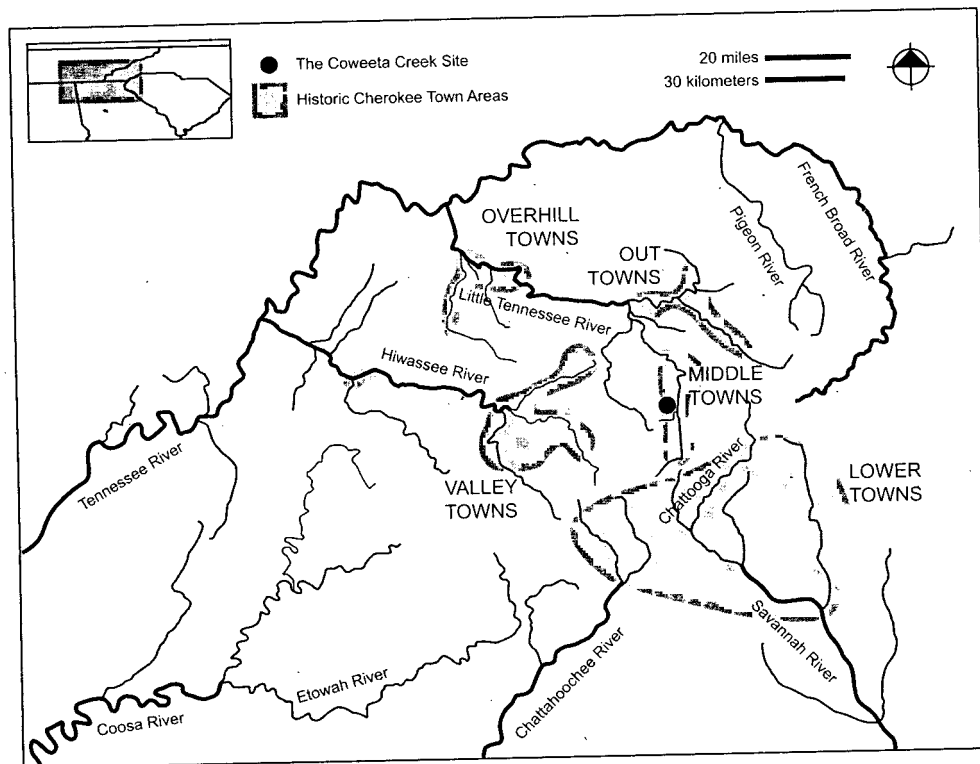 The Coweeta Creek Site
Historic Cherokee Town Areas
20 miles
30 kilometers
OVERHILL
TOWNS
OUT
TOWNS
Pigeon River
French Broad River
Little Tennessee River
Hiwassee River
MIDDLE
TOWNS
Tennessee River
VALLEY
TOWNS
Chattooga River
LOWER
TOWNS
Savannah River
Chattahoochee River
Etowah River
Coosa River